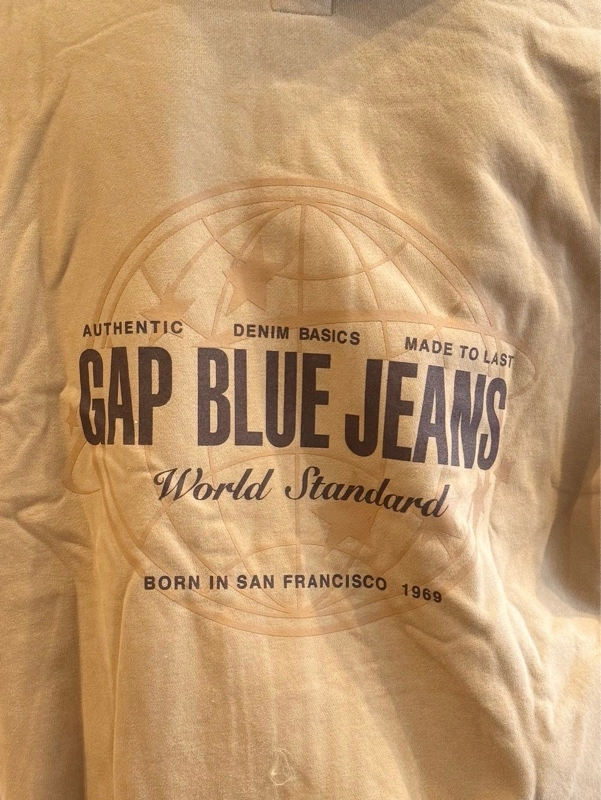 AUTHENTIC DENIM BASICS MADE TO LAST
GAP BLUE JEANS
World Standard
BORN IN SAN FRANCISCO 1969